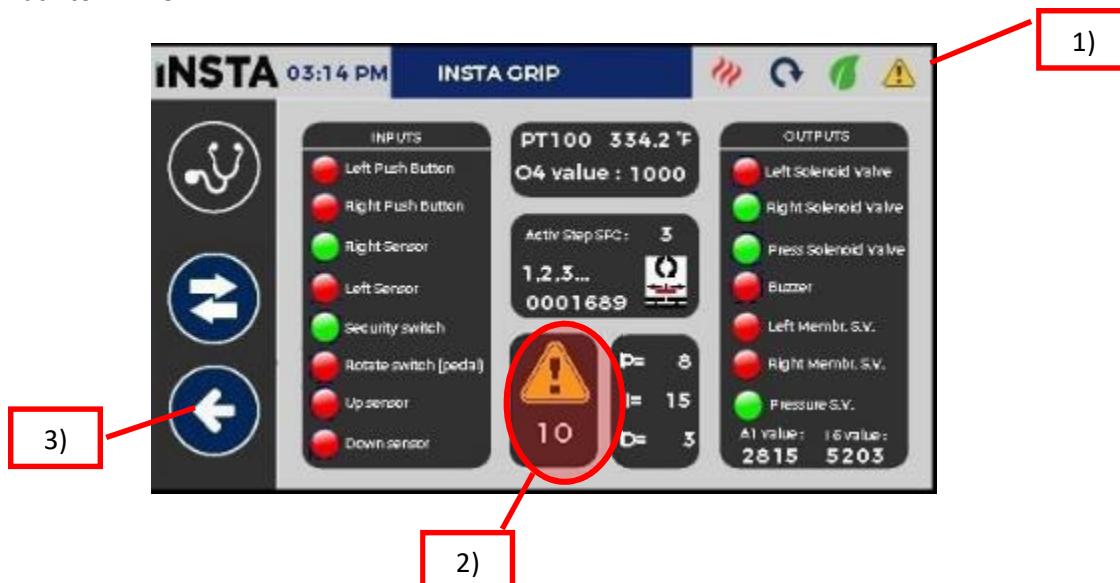 1)
iNSTA 03:14 PM INSTA GRIP
INPUTS
Left Push Button
Right Push Button
Right Sensor
Left Sensor
Security switch
Rotate switch (pedal)
Up sensor
Down sensor
PT100 334.2 °F
O4 value : 1000
Activ Step SFC : 3
1,2,3...
0001689
10
P= 8
I= 15
D= 3
OUTPUTS
Left Solenoid Valve
Right Solenoid Valve
Press Solenoid Valve
Buzzer
Left Membr. S.V.
Right Membr. S.V.
Pressure S.V.
A1 value : I6 value :
2815 5203
3)
2)